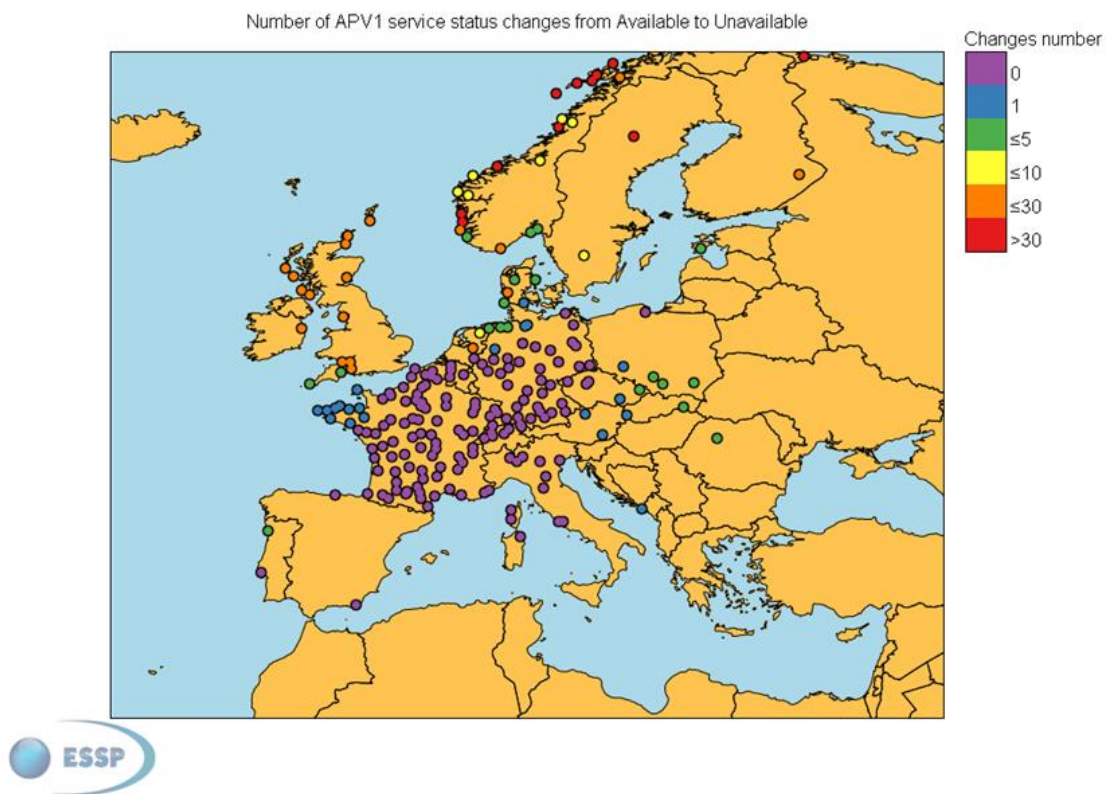 Number of APV1 service status changes from Available to Unavailable
Changes number
0
1
≤5
≤10
≤30
>30
ESSP